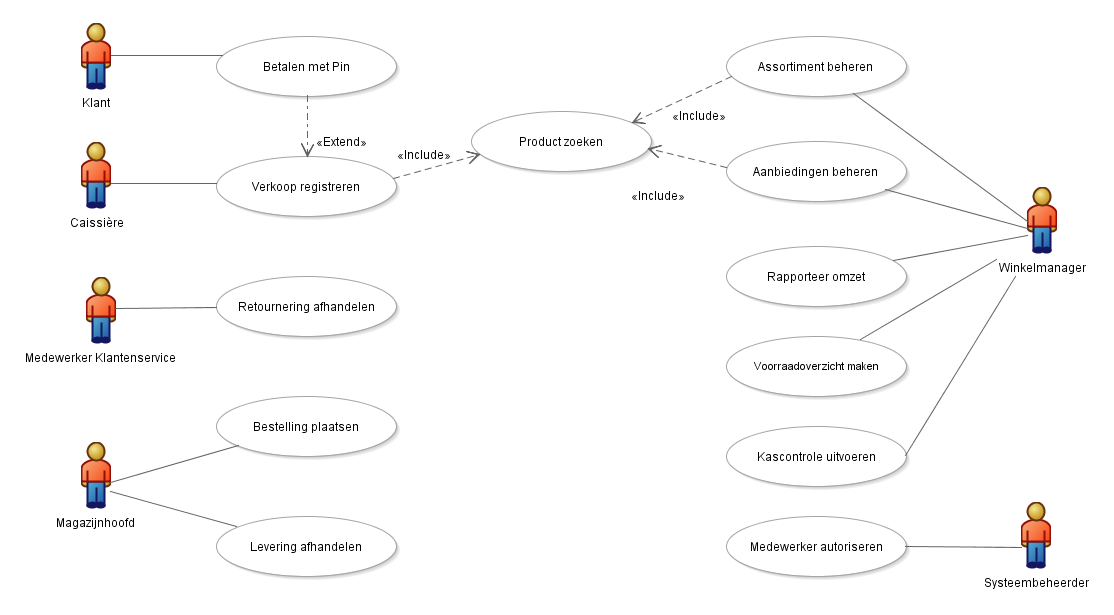 Klant
Betalen met Pin
«Extend»
Caissière
Verkoop registreren
«Include»
Product zoeken
«Include»
«Include»
Assortiment beheren
Aanbiedingen beheren
Winkelmanager
Rapporteer omzet
Voorraadoverzicht maken
Kascontrole uitvoeren
Medewerker Klantenservice
Retournering afhandelen
Magazijnhoofd
Bestelling plaatsen
Levering afhandelen
Medewerker autoriseren
Systeembeheerder